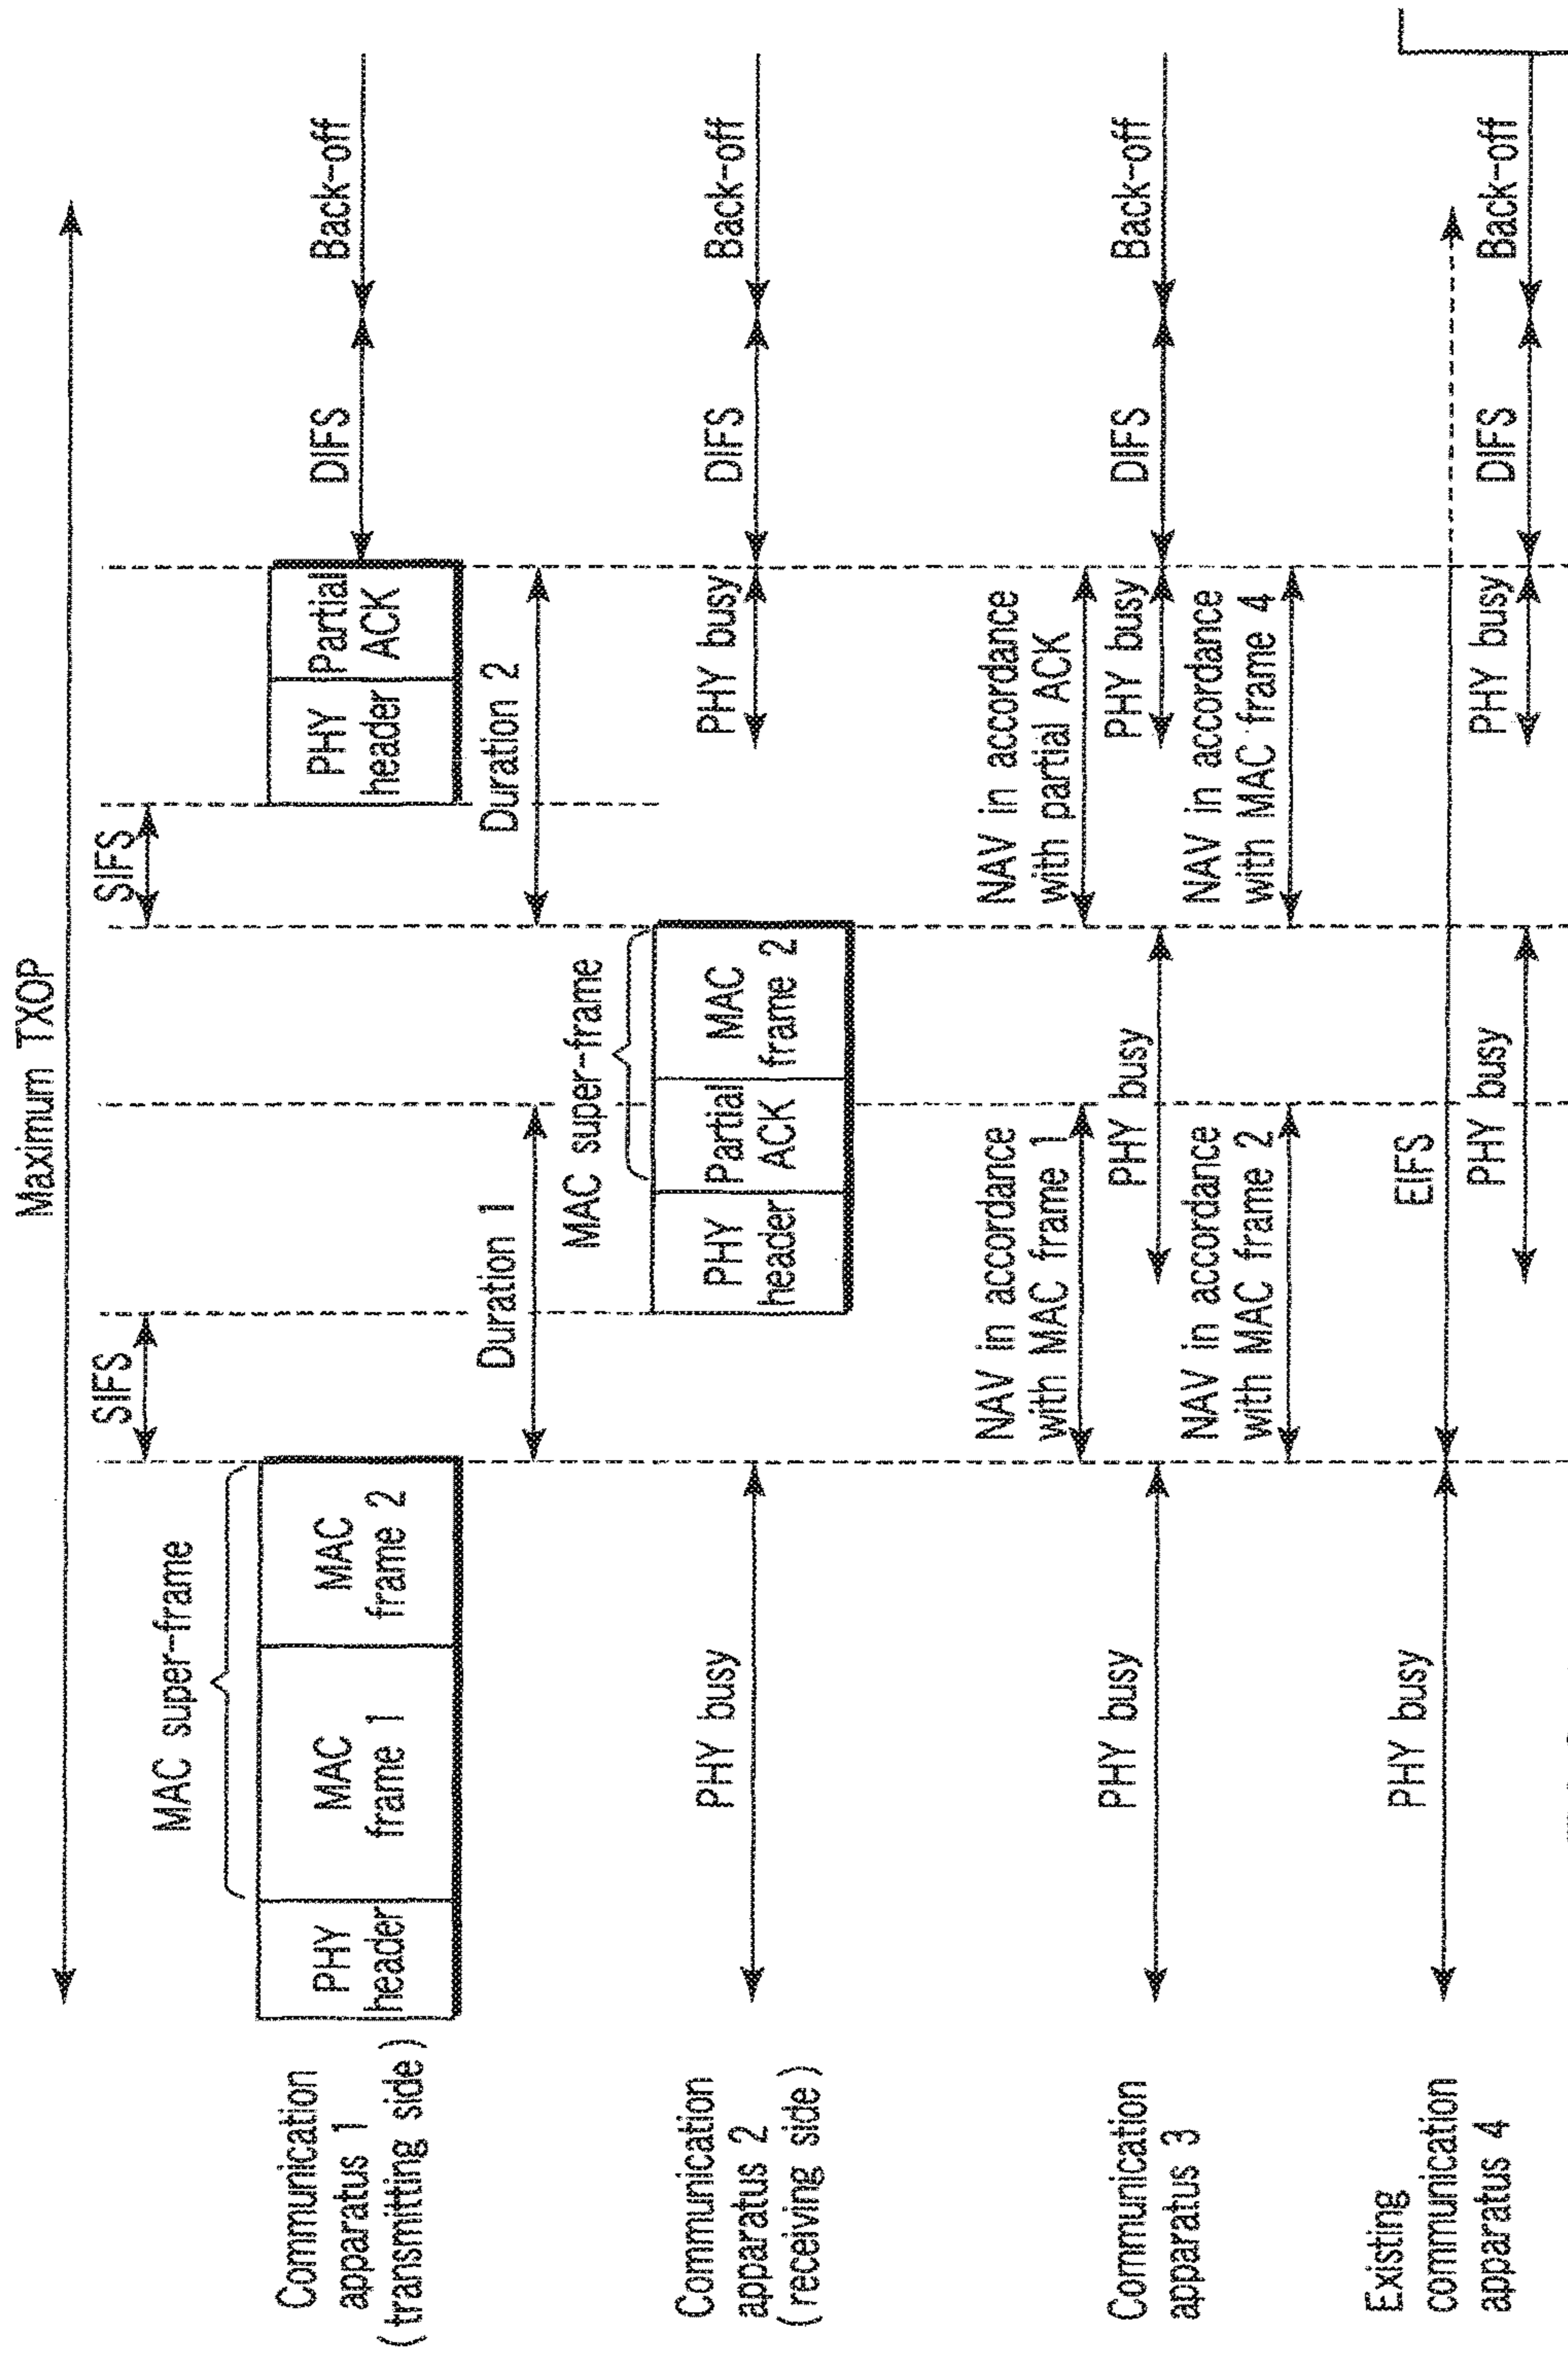 Maximum TXOP
SIFS
SIFS
MAC super-frame
Communication
apparatus 1
(transmitting side)
PHY
header
MAC
frame 1
MAC
frame 2
PHY
header
Partial
ACK
DIFS
Back-off
Duration 1
Duration 2
MAC super-frame
Communication
apparatus 2
(receiving side)
PHY busy
PHY
header
Partial
ACK
MAC
frame 2
PHY busy
DIFS
Back-off
NAV in accordance
with MAC frame 1
NAV in accordance
with partial ACK
Communication
apparatus 3
PHY busy
PHY busy
PHY busy
DIFS
Back-off
NAV in accordance
with MAC frame 2
NAV in accordance
with MAC frame 4
Existing
communication
apparatus 4
PHY busy
EIFS
PHY busy
PHY busy
DIFS
Back-off